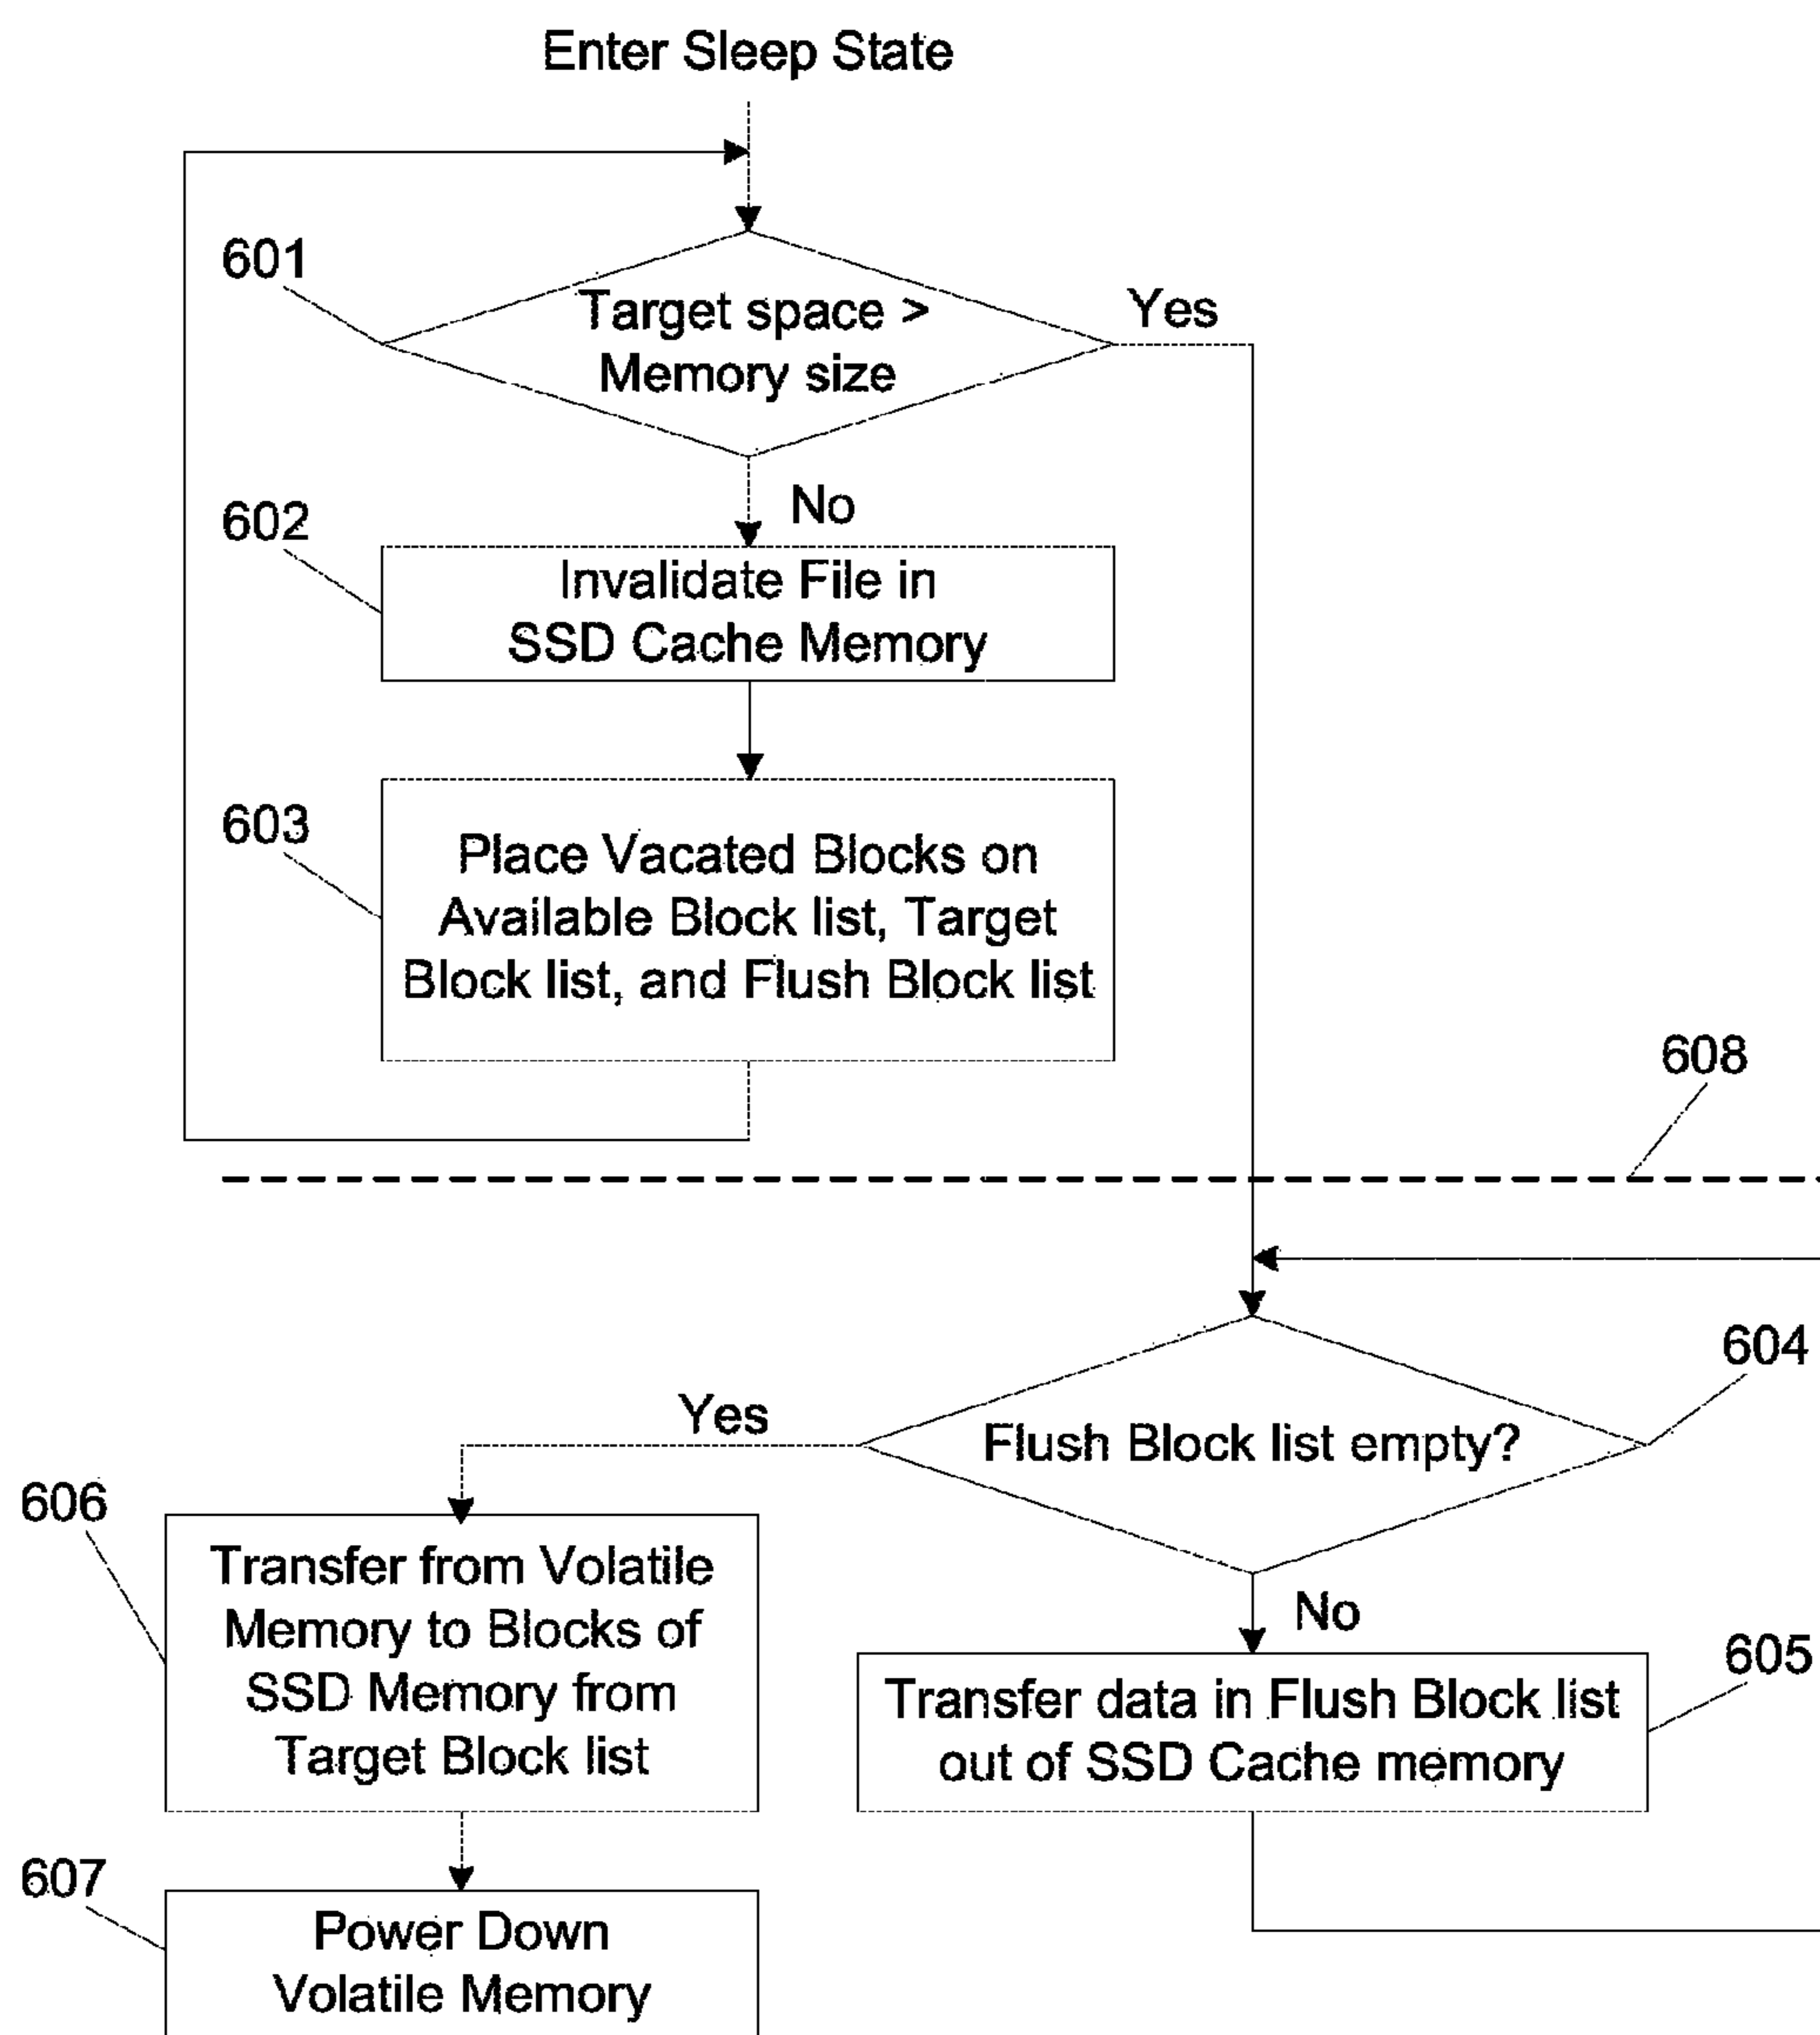 Enter Sleep State
601
Target space >
Memory size
Yes
No
602
Invalidate File in
SSD Cache Memory
603
Place Vacated Blocks on
Available Block list, Target
Block list, and Flush Block list
608
604
Flush Block list empty?
Yes
No
606
Transfer from Volatile
Memory to Blocks of
SSD Memory from
Target Block list
605
Transfer data in Flush Block list
out of SSD Cache memory
607
Power Down
Volatile Memory